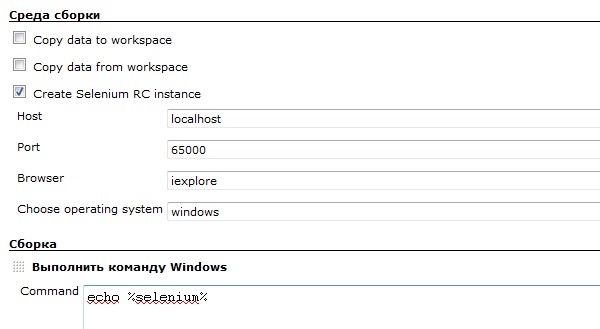 Среда сборки
Copy data to workspace
Copy data from workspace
Create Selenium RC instance
Host localhost
Port 65000
Browser iexplore
Choose operating system windows
Сборка
Выполнить команду Windows
Command echo %selenium%